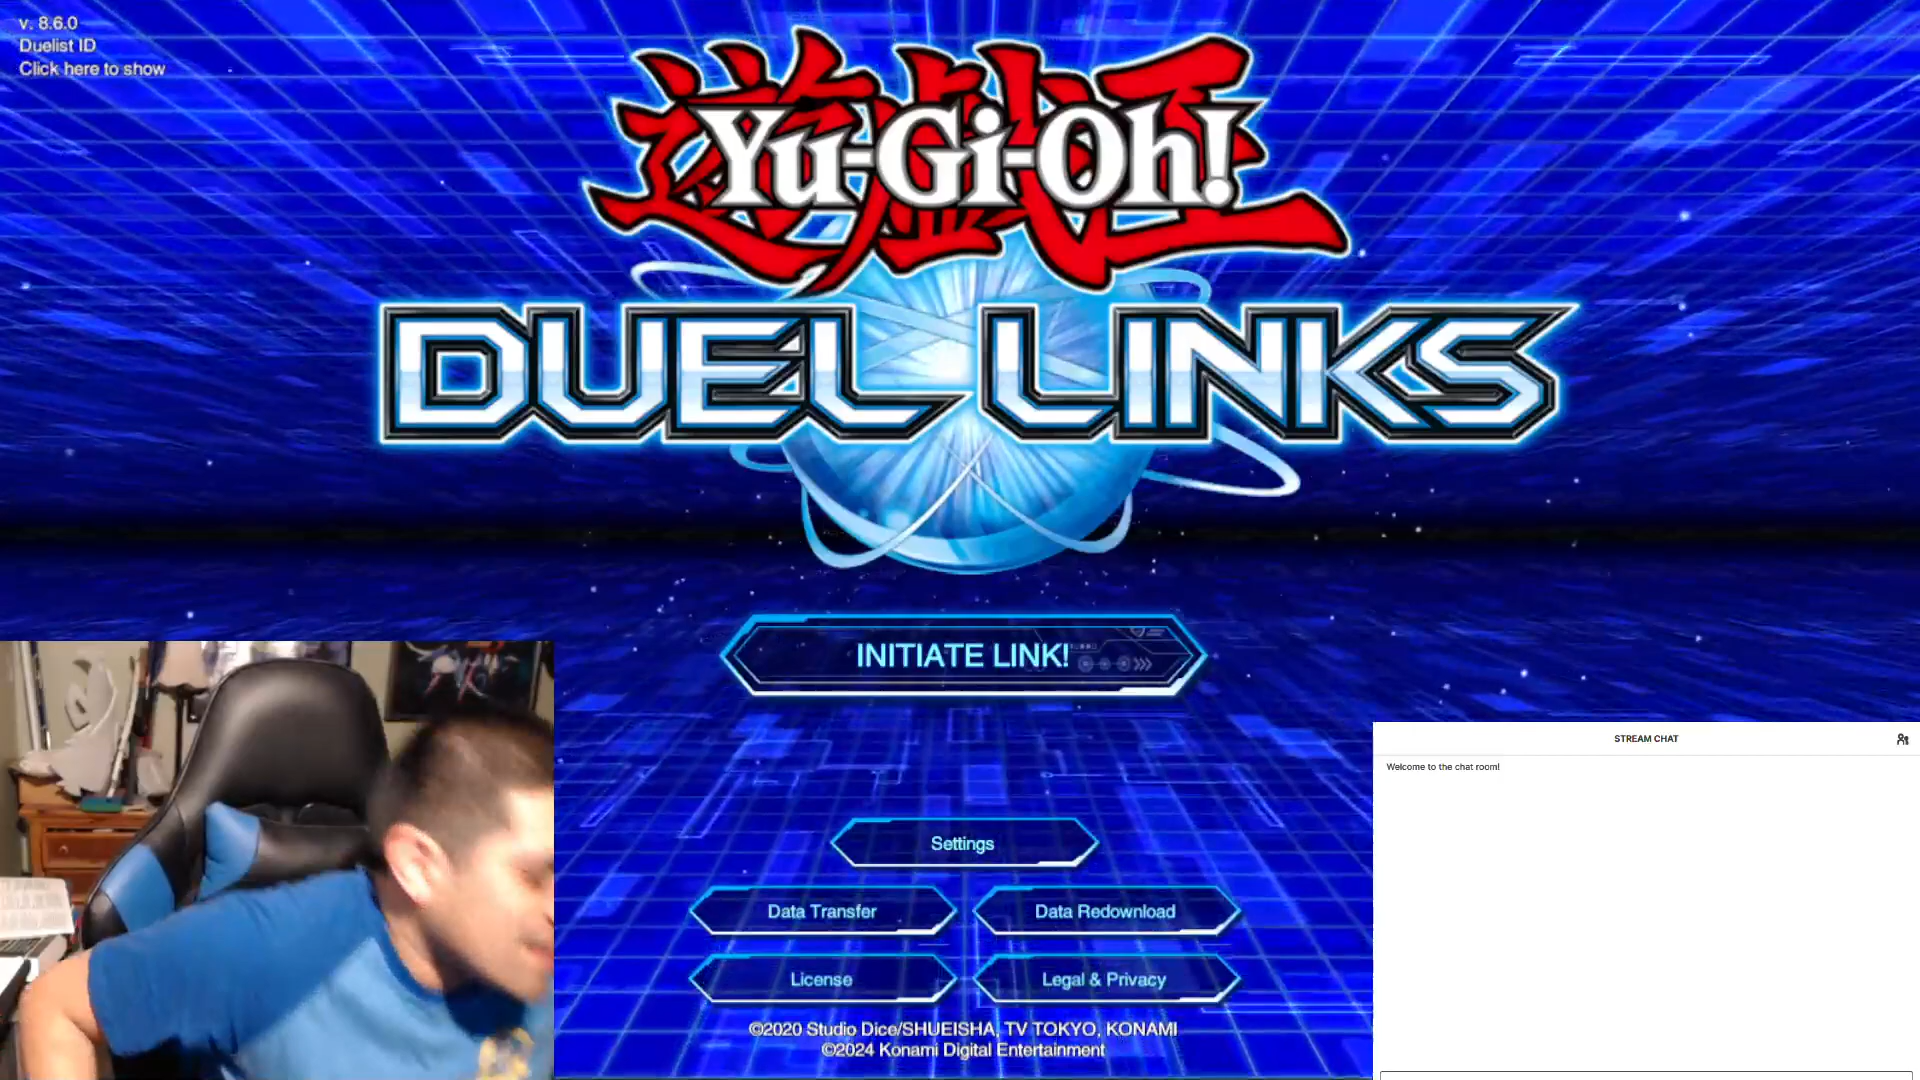 v. 8.6.0
Duelist ID
Click here to show
遊戯王
Yu-Gi-Oh!
DUEL LINKS
INITIATE LINK!
Settings
Data Transfer
Data Redownload
License
Legal & Privacy
©2020 Studio Dice/SHUEISHA, TV TOKYO, KONAMI
©2024 Konami Digital Entertainment
STREAM CHAT
Welcome to the chat room!